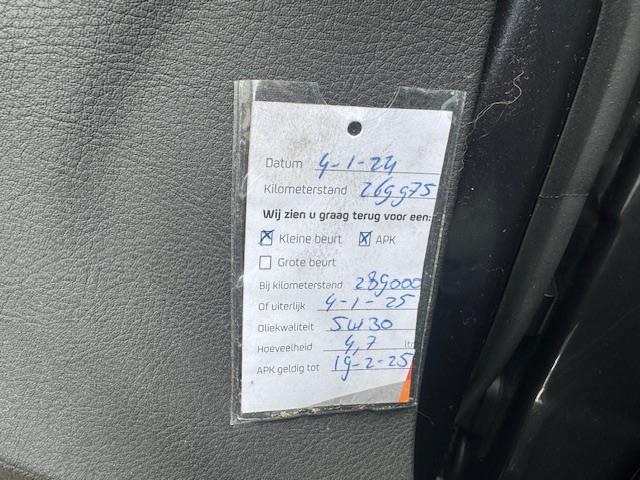 Datum 4-1-24
Kilometerstand 269975
Wij zien u graag terug voor een:
Kleine beurt APK
Grote beurt
Bij kilometerstand 289000
Of uiterlijk 4-1-25
Oliekwaliteit 5W30
Hoeveelheid 4,7 ltr
APK geldig tot 19-2-25